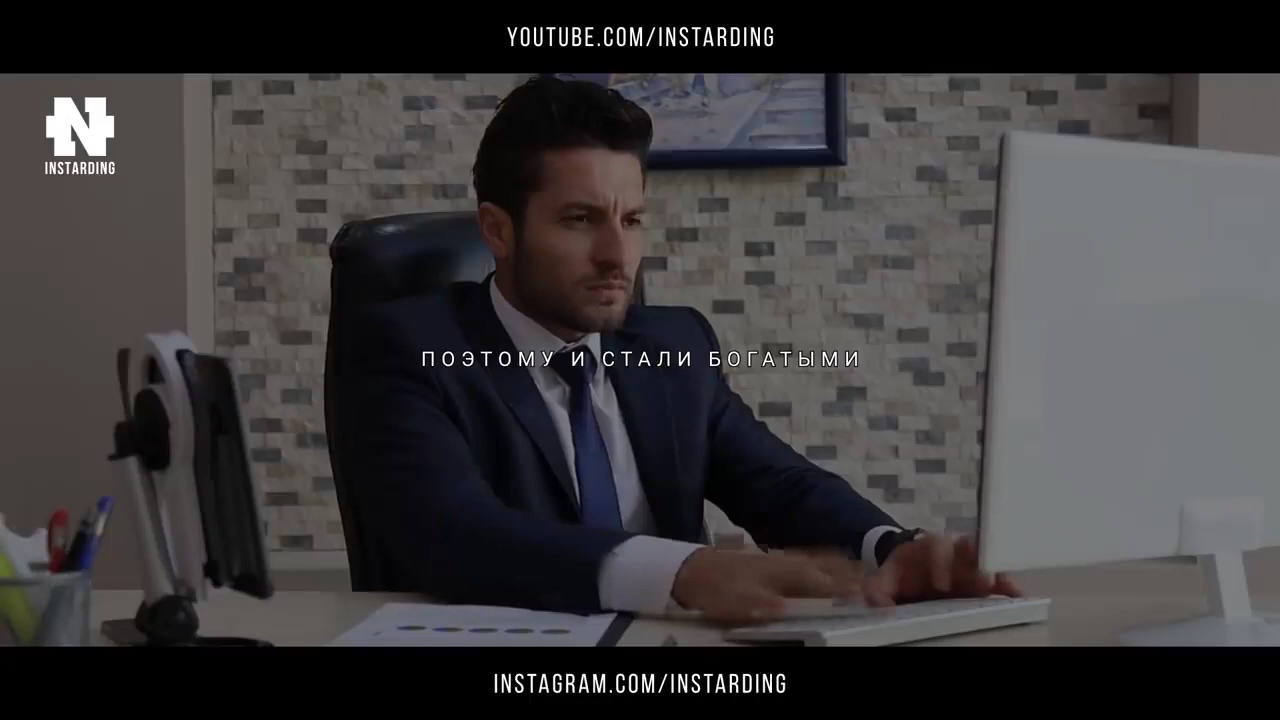 YOUTUBE.COM/INSTARDING
N
INSTARDING
ПОЭТОМУ И СТАЛИ БОГАТЫМИ
INSTAGRAM.COM/INSTARDING